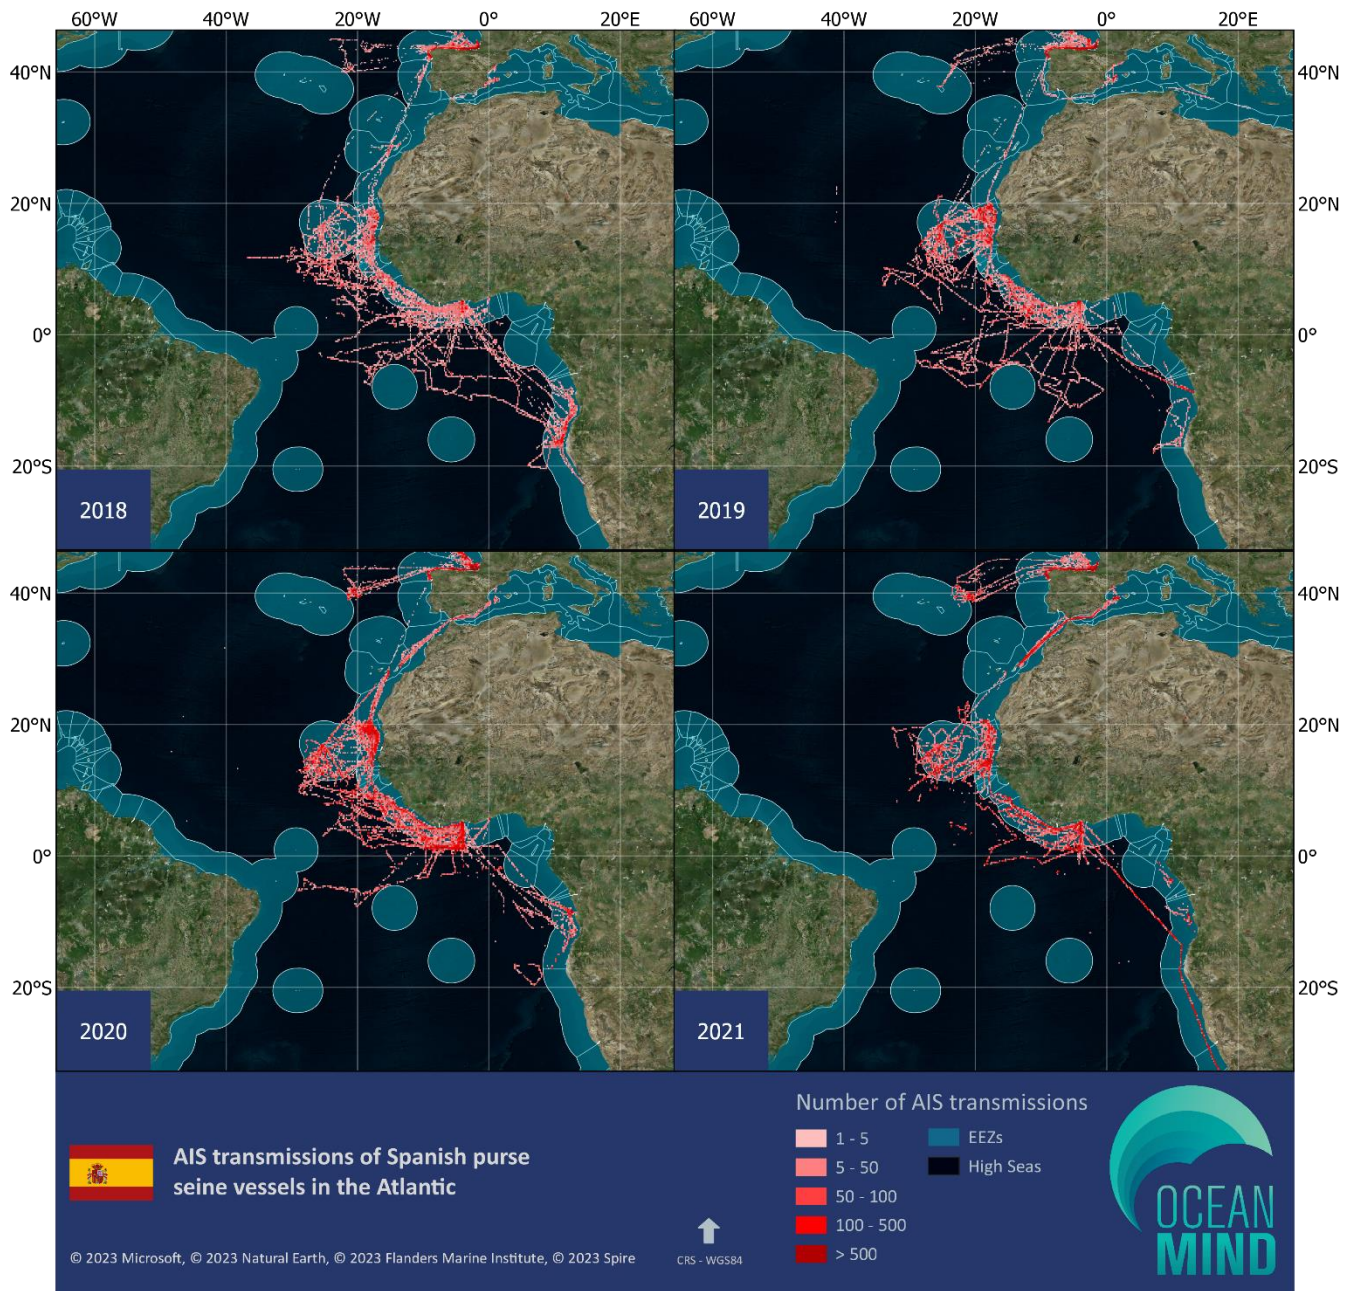 60°W 40°W 20°W 0° 20°E 60°W 40°W 20°W 0° 20°E
40°N 40°N
20°N 20°N
0° 0°
20°S 20°S
2018 2019
40°N 40°N
20°N 20°N
0° 0°
20°S 20°S
2020 2021
AIS transmissions of Spanish purse
seine vessels in the Atlantic
© 2023 Microsoft, © 2023 Natural Earth, © 2023 Flanders Marine Institute, © 2023 Spire
CRS - WGS84
Number of AIS transmissions
1 - 5
5 - 50
50 - 100
100 - 500
> 500
EEZs
High Seas
OCEAN
MIND